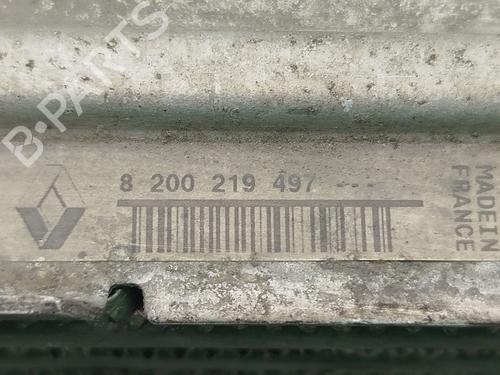 B-PARTS
8 200 219 497 ---
MADE IN
FRANCE